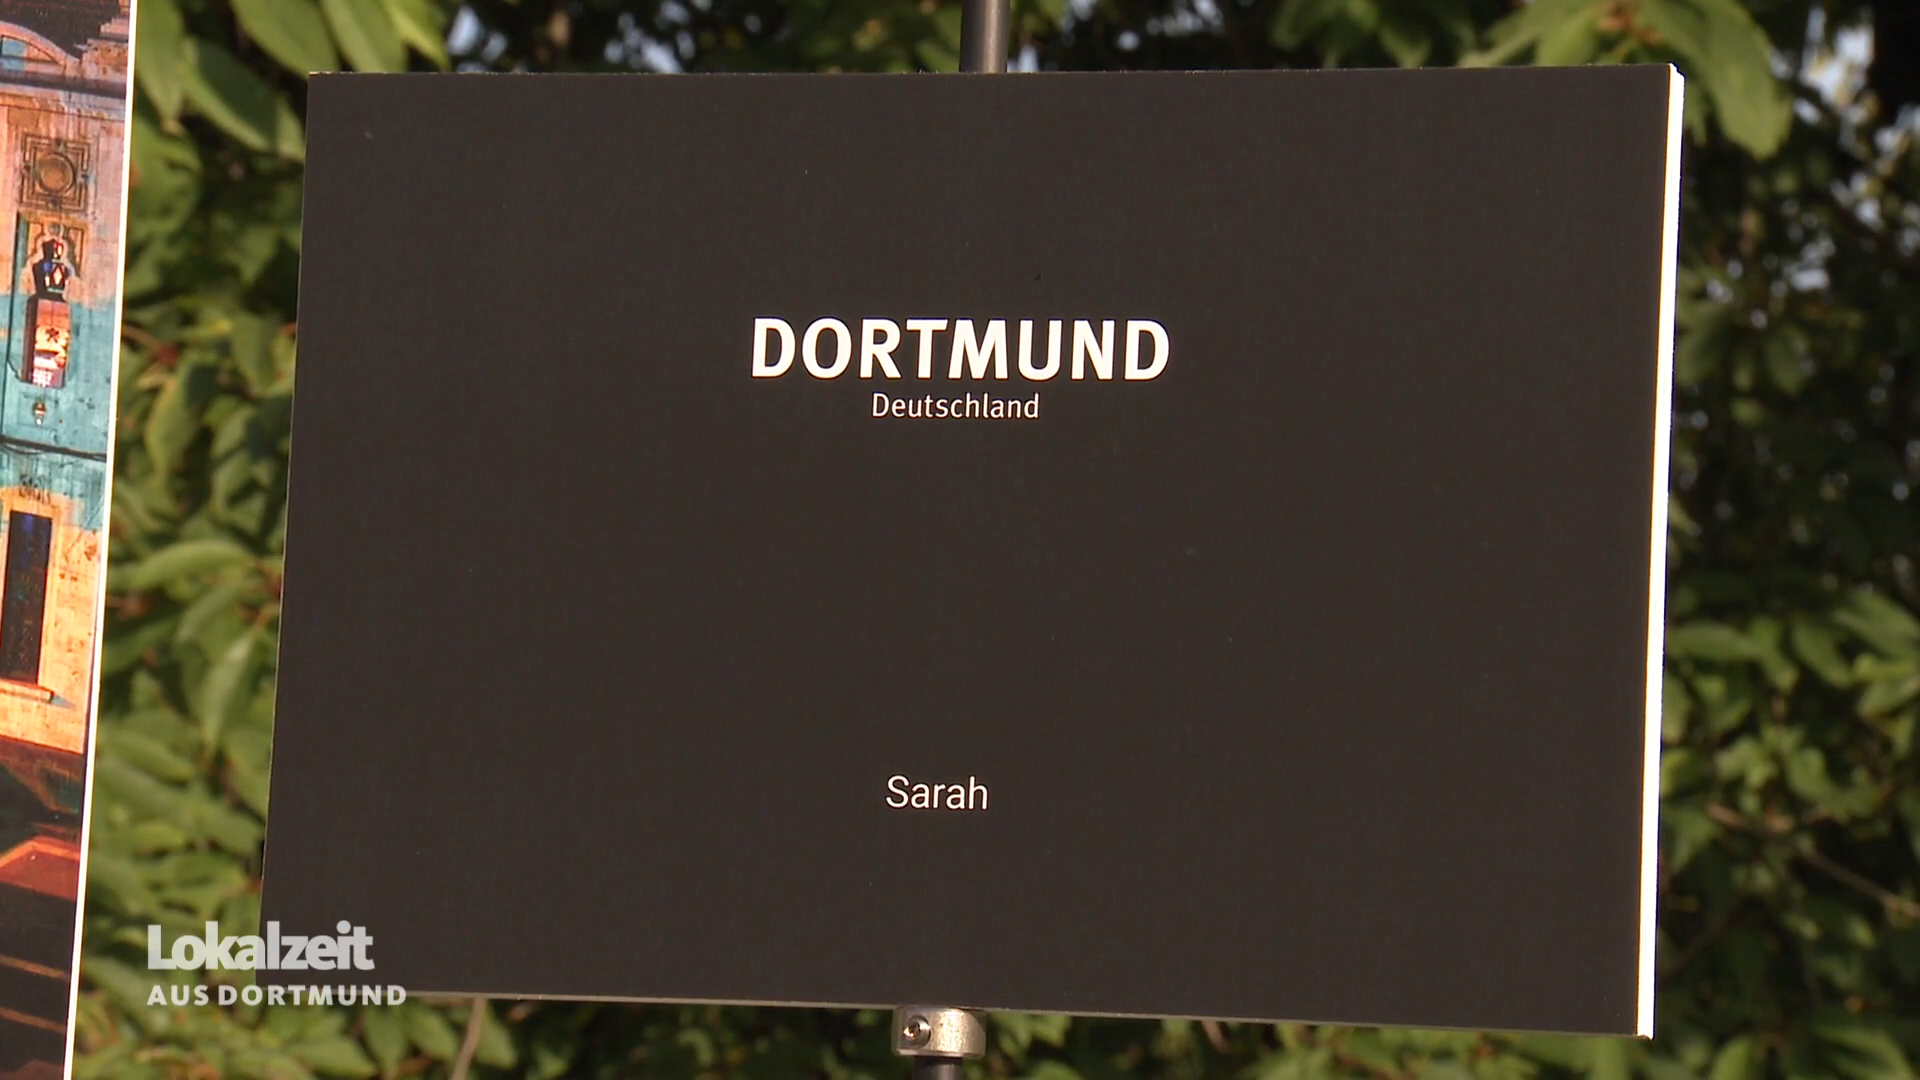 DORTMUND
Deutschland
Sarah
Lokalzeit
AUS DORTMUND